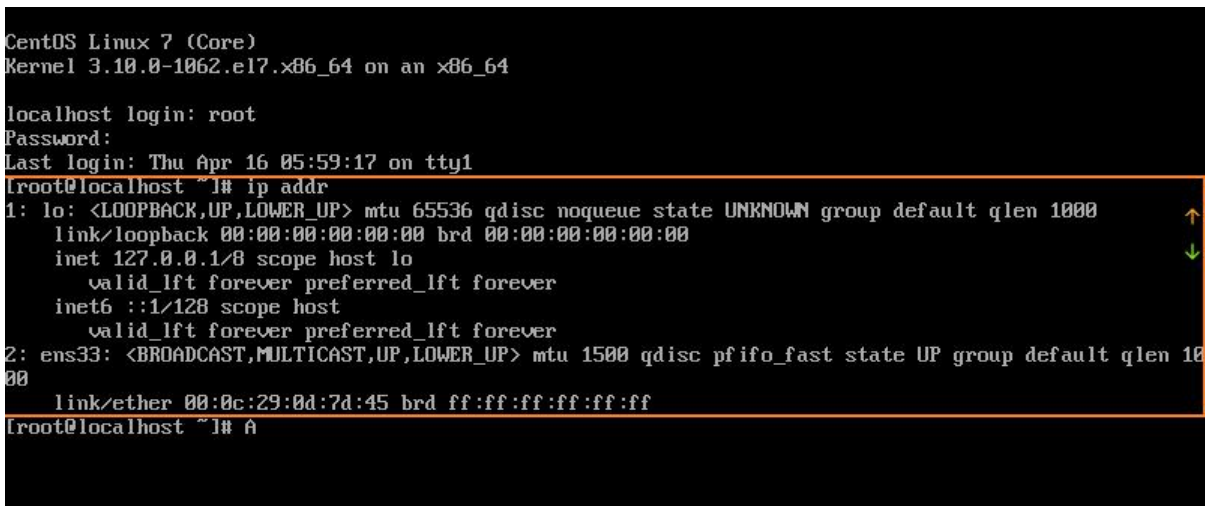 CentOS Linux 7 (Core)
Kernel 3.10.0-1062.el7.x86_64 on an x86_64
localhost login: root
Password:
Last login: Thu Apr 16 05:59:17 on tty1
[root@localhost ~]# ip addr
1: lo: <LOOPBACK,UP,LOWER_UP> mtu 65536 qdisc noqueue state UNKNOWN group default qlen 1000
    link/loopback 00:00:00:00:00:00 brd 00:00:00:00:00:00
    inet 127.0.0.1/8 scope host lo
       valid_lft forever preferred_lft forever
    inet6 ::1/128 scope host
       valid_lft forever preferred_lft forever
2: ens33: <BROADCAST,MULTICAST,UP,LOWER_UP> mtu 1500 qdisc pfifo_fast state UP group default qlen 10
00
    link/ether 00:0c:29:0d:7d:45 brd ff:ff:ff:ff:ff:ff
[root@localhost ~]# A